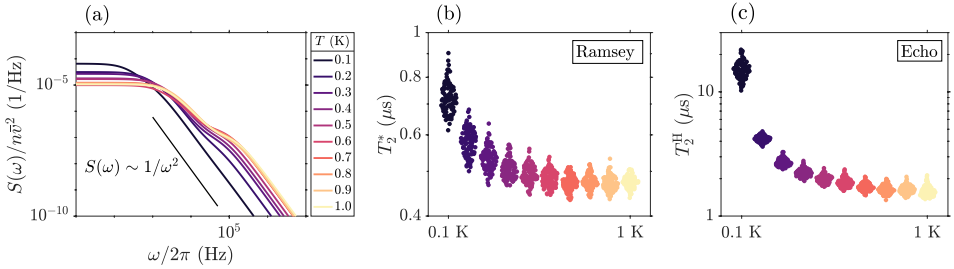 (a)
S(ω)/nv̄² (1/Hz)
10⁻⁵
10⁻¹⁰
S(ω) ~ 1/ω²
10⁵
ω/2π (Hz)
T (K)
0.1
0.2
0.3
0.4
0.5
0.6
0.7
0.8
0.9
1.0
(b)
Ramsey
T₂* (μs)
1
0.8
0.6
0.4
0.1 K
1 K
(c)
Echo
T₂ᴴ (μs)
10
1
0.1 K
1 K